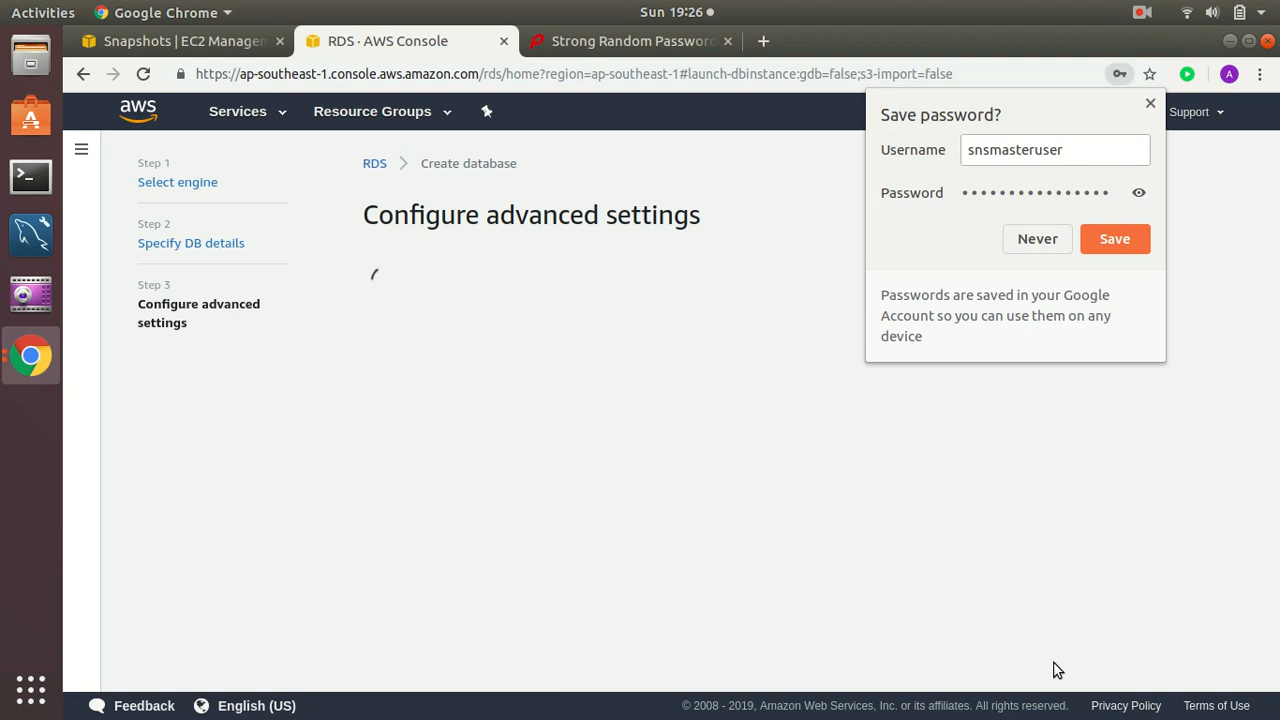 Activities
Google Chrome
Sun 19:26
Snapshots | EC2 Managem
RDS · AWS Console
Strong Random Password
https://ap-southeast-1.console.aws.amazon.com/rds/home?region=ap-southeast-1#launch-dbinstance:gdb=false;s3-import=false
A
aws
Services
Resource Groups
Support
Save password?
Username
snsmasteruser
Password
••••••••••••••••
Never
Save
Passwords are saved in your Google
Account so you can use them on any
device
Step 1
Select engine
Step 2
Specify DB details
Step 3
Configure advanced
settings
RDS
Create database
Configure advanced settings
Feedback
English (US)
© 2008 - 2019, Amazon Web Services, Inc. or its affiliates. All rights reserved.
Privacy Policy
Terms of Use